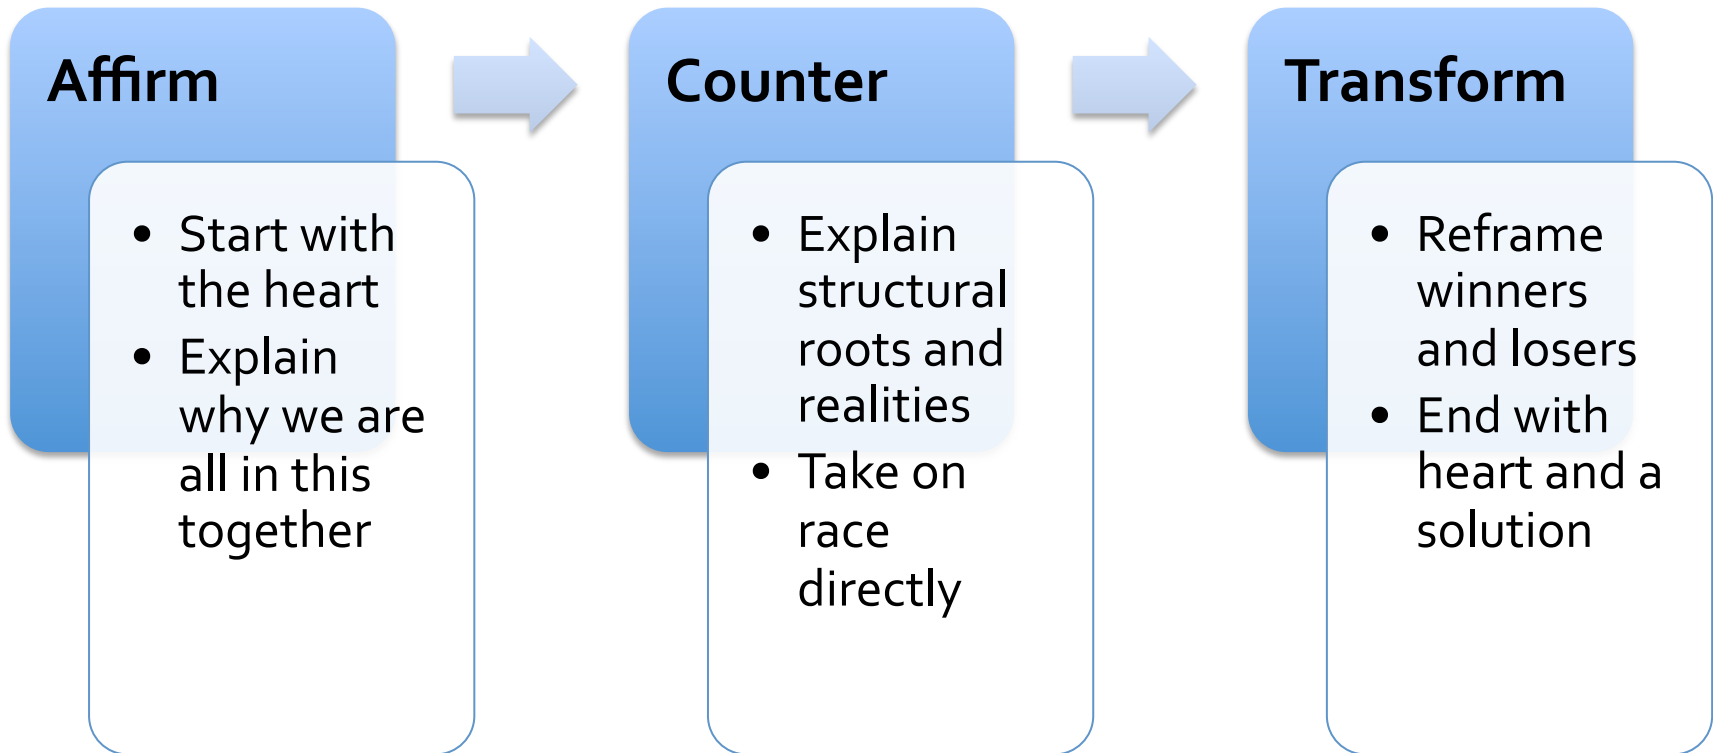 Affirm
• Start with
the heart
• Explain
why we are
all in this
together
Counter
• Explain
structural
roots and
realities
• Take on
race
directly
Transform
• Reframe
winners
and losers
• End with
heart and a
solution